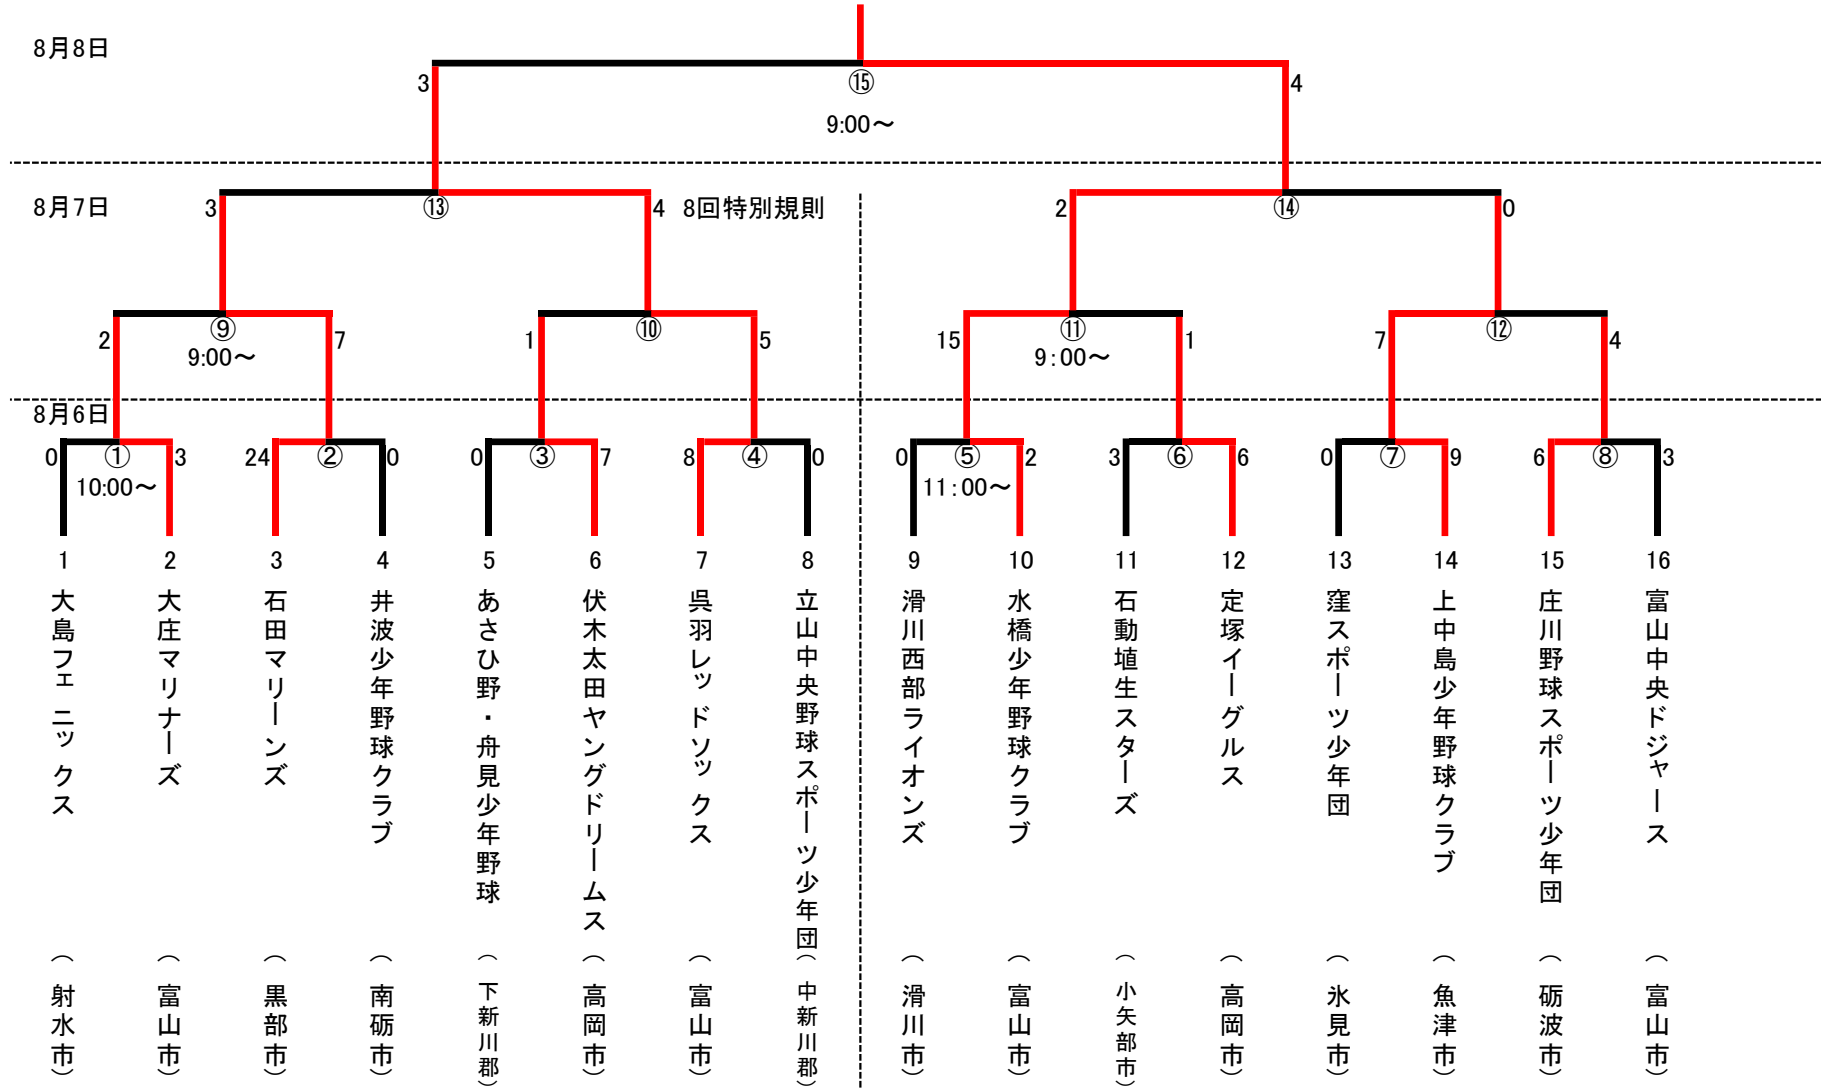 8月8日
3
⑮
4
9:00～
8月7日
3
⑬
4
8回特別規則
2
⑭
0
2
⑨
7
9:00～
1
⑩
5
15
⑪
1
9:00～
7
⑫
4
8月6日
0
①
3
10:00～
24
②
0
0
③
7
8
④
0
0
⑤
2
11:00～
3
⑥
6
0
⑦
9
6
⑧
3
1
2
3
4
5
6
7
8
9
10
11
12
13
14
15
16
大島フェニックス
大庄マリナーズ
石田マリーンズ
井波少年野球クラブ
あさひ野・舟見少年野球
伏木太田ヤングドリームス
呉羽レッドソックス
立山中央野球スポーツ少年団
滑川西部ライオンズ
水橋少年野球クラブ
石動埴生スターズ
定塚イーグルス
窪スポーツ少年団
上中島少年野球クラブ
庄川野球スポーツ少年団
富山中央ドジャース
（射水市）
（富山市）
（黒部市）
（南砺市）
（下新川郡）
（高岡市）
（富山市）
（中新川郡）
（滑川市）
（富山市）
（小矢部市）
（高岡市）
（氷見市）
（魚津市）
（砺波市）
（富山市）